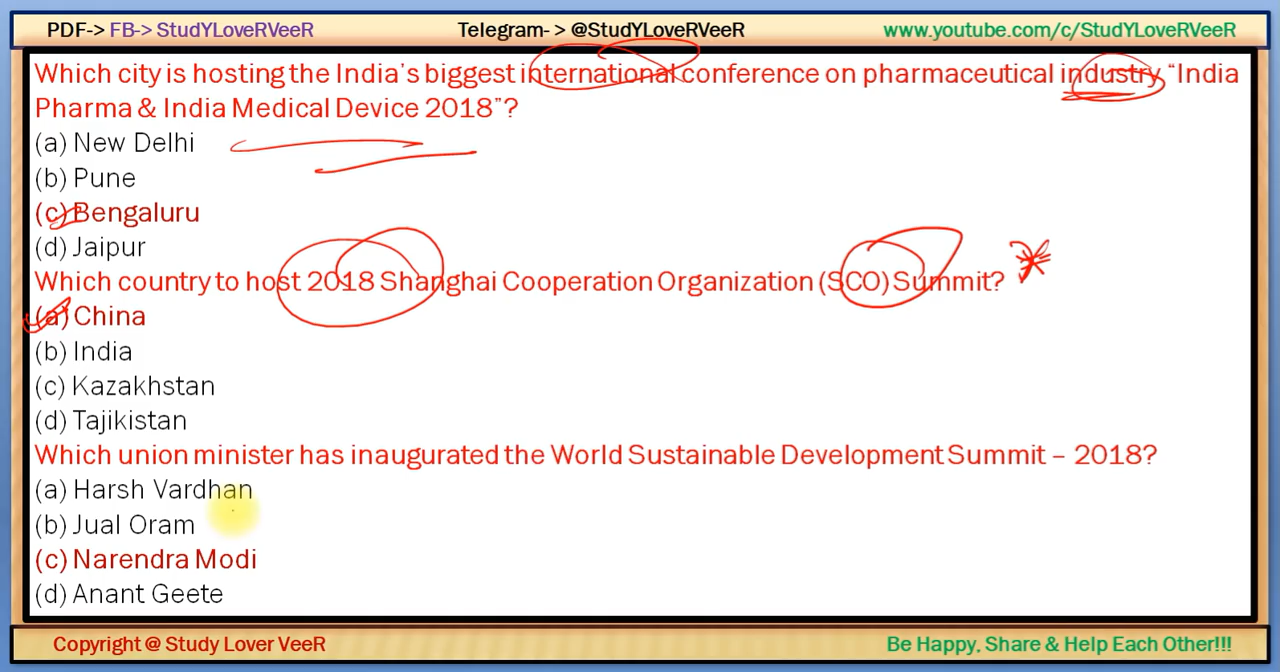 PDF-> FB-> StudYLoveRVeeR Telegram- > @StudYLoveRVeeR www.youtube.com/c/StudYLoveRVeeR
Which city is hosting the India's biggest international conference on pharmaceutical industry “India
Pharma & India Medical Device 2018”?
(a) New Delhi
(b) Pune
(c) Bengaluru
(d) Jaipur
Which country to host 2018 Shanghai Cooperation Organization (SCO) Summit?
(a) China
(b) India
(c) Kazakhstan
(d) Tajikistan
Which union minister has inaugurated the World Sustainable Development Summit – 2018?
(a) Harsh Vardhan
(b) Jual Oram
(c) Narendra Modi
(d) Anant Geete
Copyright @ Study Lover VeeR Be Happy, Share & Help Each Other!!!